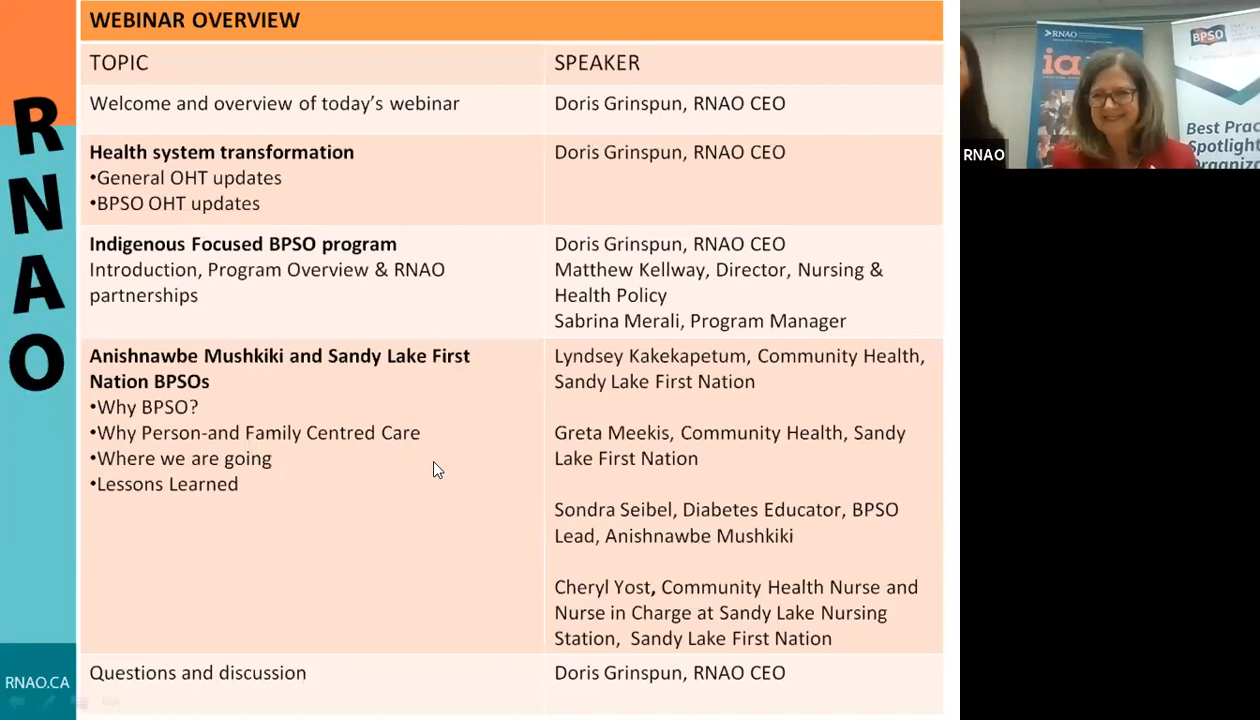 WEBINAR OVERVIEW
TOPIC
SPEAKER
Welcome and overview of today's webinar
Doris Grinspun, RNAO CEO
Health system transformation
•General OHT updates
•BPSO OHT updates
Doris Grinspun, RNAO CEO
Indigenous Focused BPSO program
Introduction, Program Overview & RNAO
partnerships
Doris Grinspun, RNAO CEO
Matthew Kellway, Director, Nursing &
Health Policy
Sabrina Merali, Program Manager
Anishnawbe Mushkiki and Sandy Lake First
Nation BPSOs
•Why BPSO?
•Why Person-and Family Centred Care
•Where we are going
•Lessons Learned
Lyndsey Kakekapetum, Community Health,
Sandy Lake First Nation
Greta Meekis, Community Health, Sandy
Lake First Nation
Sondra Seibel, Diabetes Educator, BPSO
Lead, Anishnawbe Mushkiki
Cheryl Yost, Community Health Nurse and
Nurse in Charge at Sandy Lake Nursing
Station, Sandy Lake First Nation
Questions and discussion
Doris Grinspun, RNAO CEO
RNAO
RNAO.CA
RNAO
BPSO
Best Prac
Spotlight
Organiza
RNAO